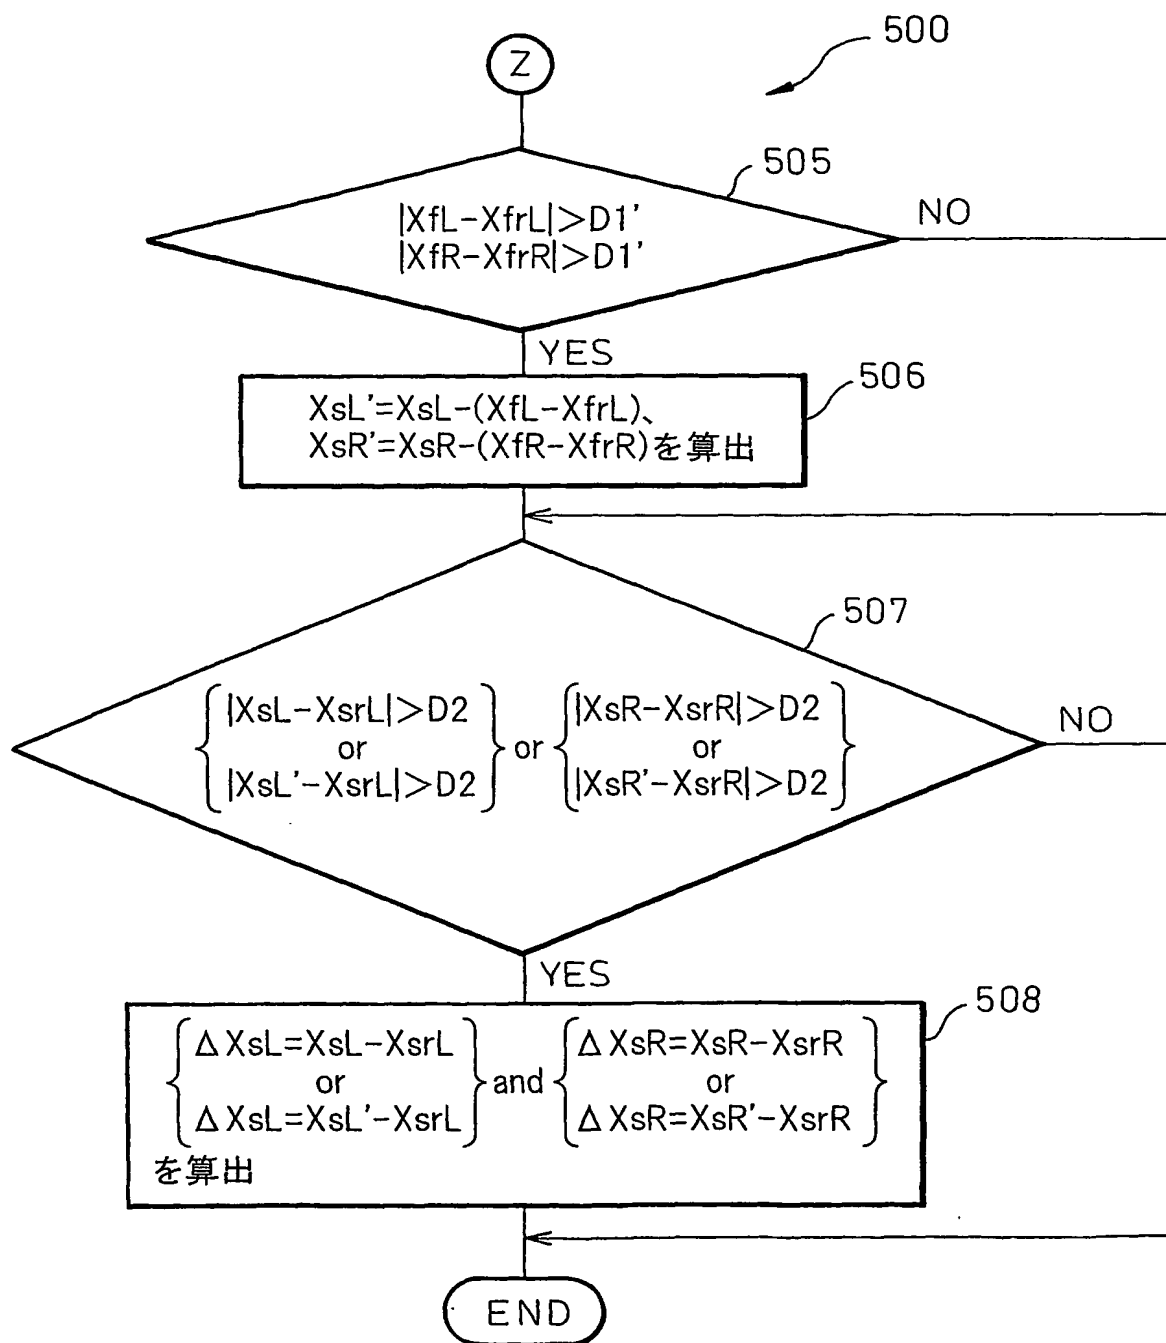 500
Z
505
|XfL-XfrL|>D1'
|XfR-XfrR|>D1'
NO
YES
506
XsL'=XsL-(XfL-XfrL)、
XsR'=XsR-(XfR-XfrR)を算出
507
{|XsL-XsrL|>D2 or |XsL'-XsrL|>D2} or {|XsR-XsrR|>D2 or |XsR'-XsrR|>D2}
NO
YES
508
{ΔXsL=XsL-XsrL or ΔXsL=XsL'-XsrL} and {ΔXsR=XsR-XsrR or ΔXsR=XsR'-XsrR}
を算出
END